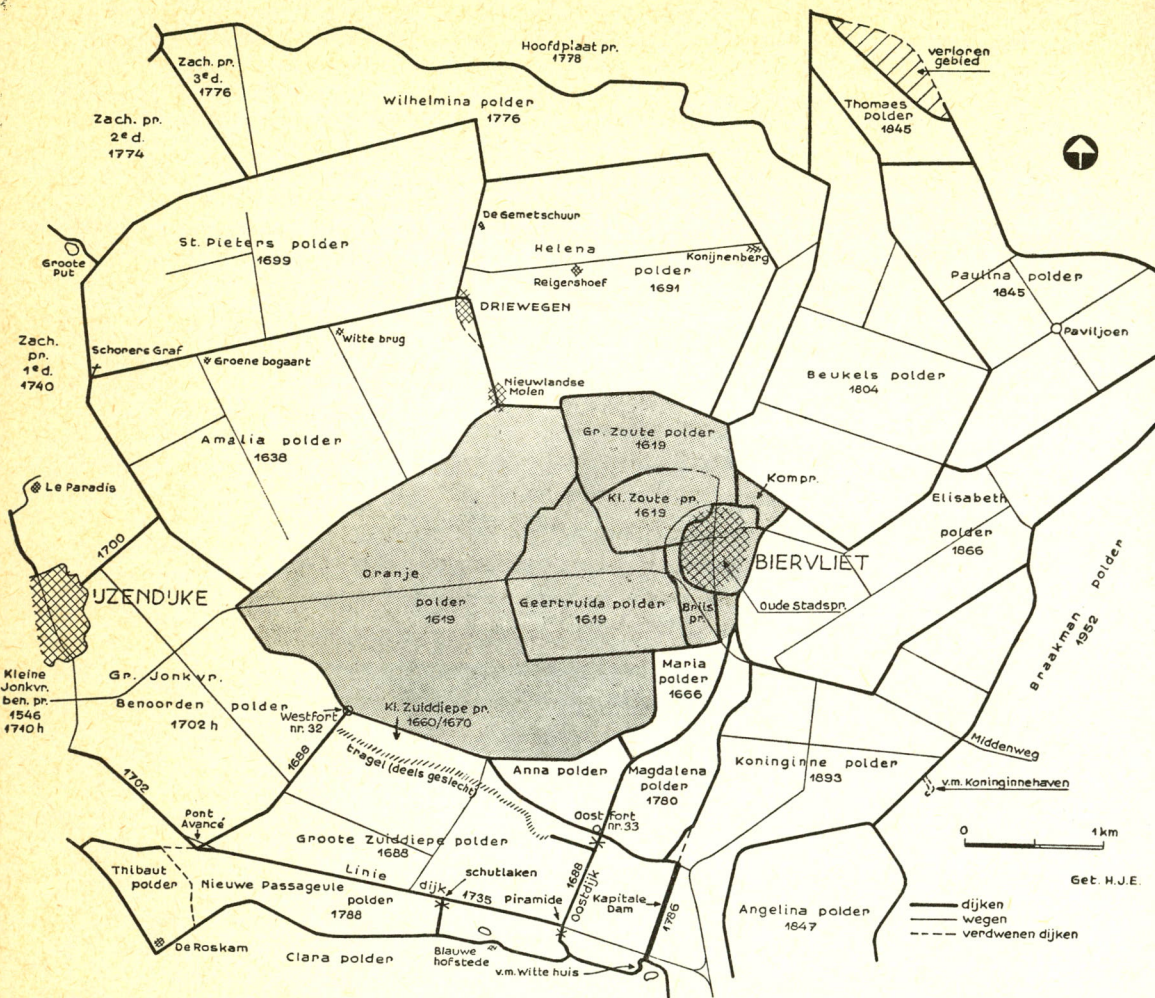 Hoofdplaat pr.
1778
Zach. pr.
3e d.
1776
Wilhelmina polder
1776
Zach. pr.
2e d.
1774
verloren
gebied
Thomaes
polder
1845
De Gemetschuur
St. Pieters polder
1699
Helena
polder
1691
Konijnenberg
Reigershoef
Groote
Put
DRIEWEGEN
Paulina polder
1845
Paviljoen
Zach.
pr.
1e d.
1740
Schorers Graf
Groene bogaart
Witte brug
Nieuwlandse
Molen
Beukels polder
1804
Amalia polder
1638
Gr. Zoute polder
1619
Kl. Zoute pr.
1619
Kom pr.
Le Paradis
Elisabeth
polder
1866
1700
IJZENDIJKE
Oranje
polder
1619
Geertruida polder
1619
Brils
pr.
BIERVLIET
Oude Stadspr.
Braakman polder
1952
Kleine
Jonkvr.
ben. pr.
1546
1710 h
Gr. Jonkvr.
Benoorden polder
1702 h
Maria
polder
1666
Westfort
nr. 32
Kl. Zuiddiepe pr.
1660/1670
tragel (deels geslecht)
1688
1702
Anna polder
Magdalena
polder
1780
Koninginne polder
1893
Middenweg
v.m. Koninginnehaven
Pont
Avancé
Oost fort
nr. 33
Groote Zuiddiepe polder
1688
0 1 km
Get. H.J.E.
Thibaut
polder
Nieuwe Passageule
polder
1788
Linie
dijk
1735
schutlaken
Piramide
1688
Oostdijk
Kapitale
Dam
1786
Angelina polder
1847
dijken
wegen
verdwenen dijken
De Roskam
Clara polder
Blauwe
hofstede
v.m. Witte huis